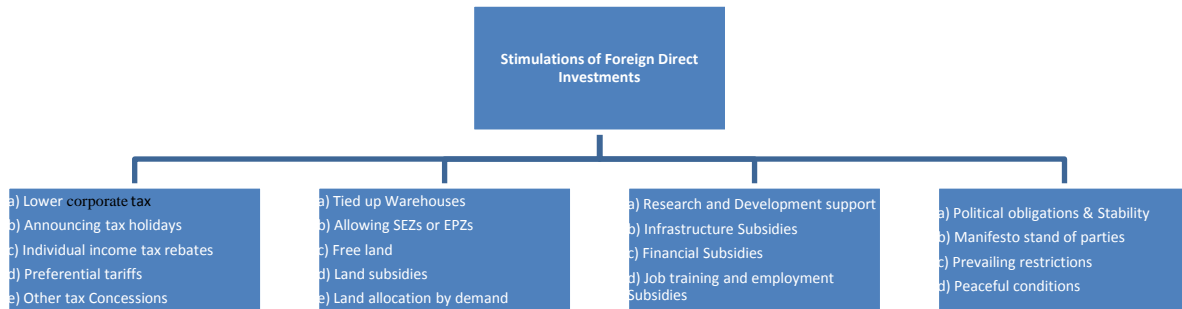 Stimulations of Foreign Direct
Investments
a) Lower corporate tax
b) Announcing tax holidays
c) Individual income tax rebates
d) Preferential tariffs
e) Other tax Concessions
a) Tied up Warehouses
b) Allowing SEZs or EPZs
c) Free land
d) Land subsidies
e) Land allocation by demand
a) Research and Development support
b) Infrastructure Subsidies
c) Financial Subsidies
d) Job training and employment
Subsidies
a) Political obligations & Stability
b) Manifesto stand of parties
c) Prevailing restrictions
d) Peaceful conditions